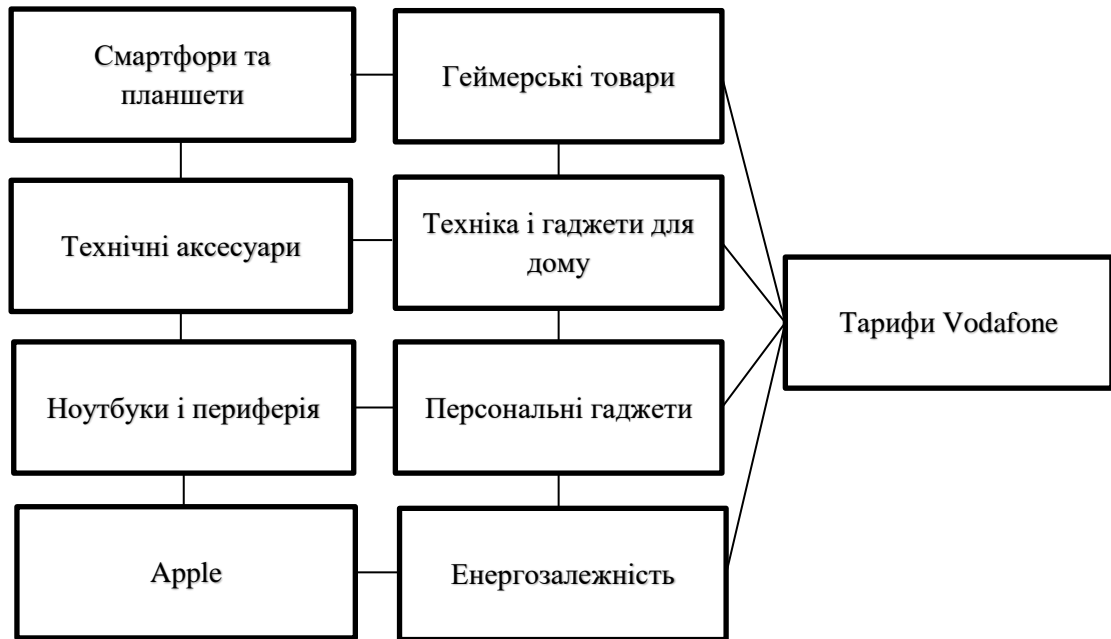 Смартфори та
планшети
Геймерські товари
Технічні аксесуари
Техніка і гаджети для
дому
Тарифи Vodafone
Ноутбуки і периферія
Персональні гаджети
Apple
Енергозалежність